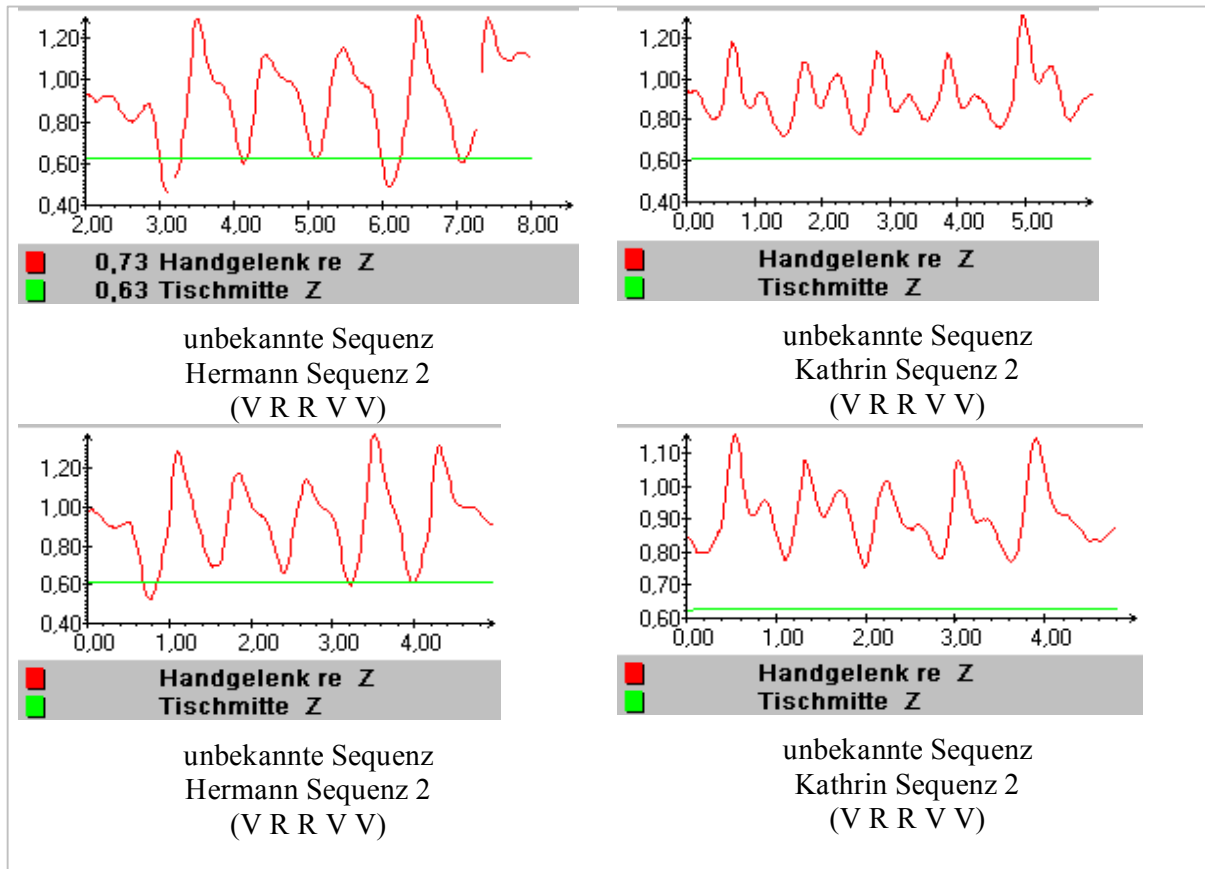 1,20
1,00
0,80
0,60
0,40
2,00 3,00 4,00 5,00 6,00 7,00 8,00
0,73 Handgelenk re Z
0,63 Tischmitte Z
unbekannte Sequenz
Hermann Sequenz 2
(V R R V V)
1,20
1,00
0,80
0,60
0,40
0,00 1,00 2,00 3,00 4,00 5,00
Handgelenk re Z
Tischmitte Z
unbekannte Sequenz
Kathrin Sequenz 2
(V R R V V)
1,20
1,00
0,80
0,60
0,40
0,00 1,00 2,00 3,00 4,00
Handgelenk re Z
Tischmitte Z
unbekannte Sequenz
Hermann Sequenz 2
(V R R V V)
1,10
1,00
0,90
0,80
0,70
0,60
0,00 1,00 2,00 3,00 4,00
Handgelenk re Z
Tischmitte Z
unbekannte Sequenz
Kathrin Sequenz 2
(V R R V V)